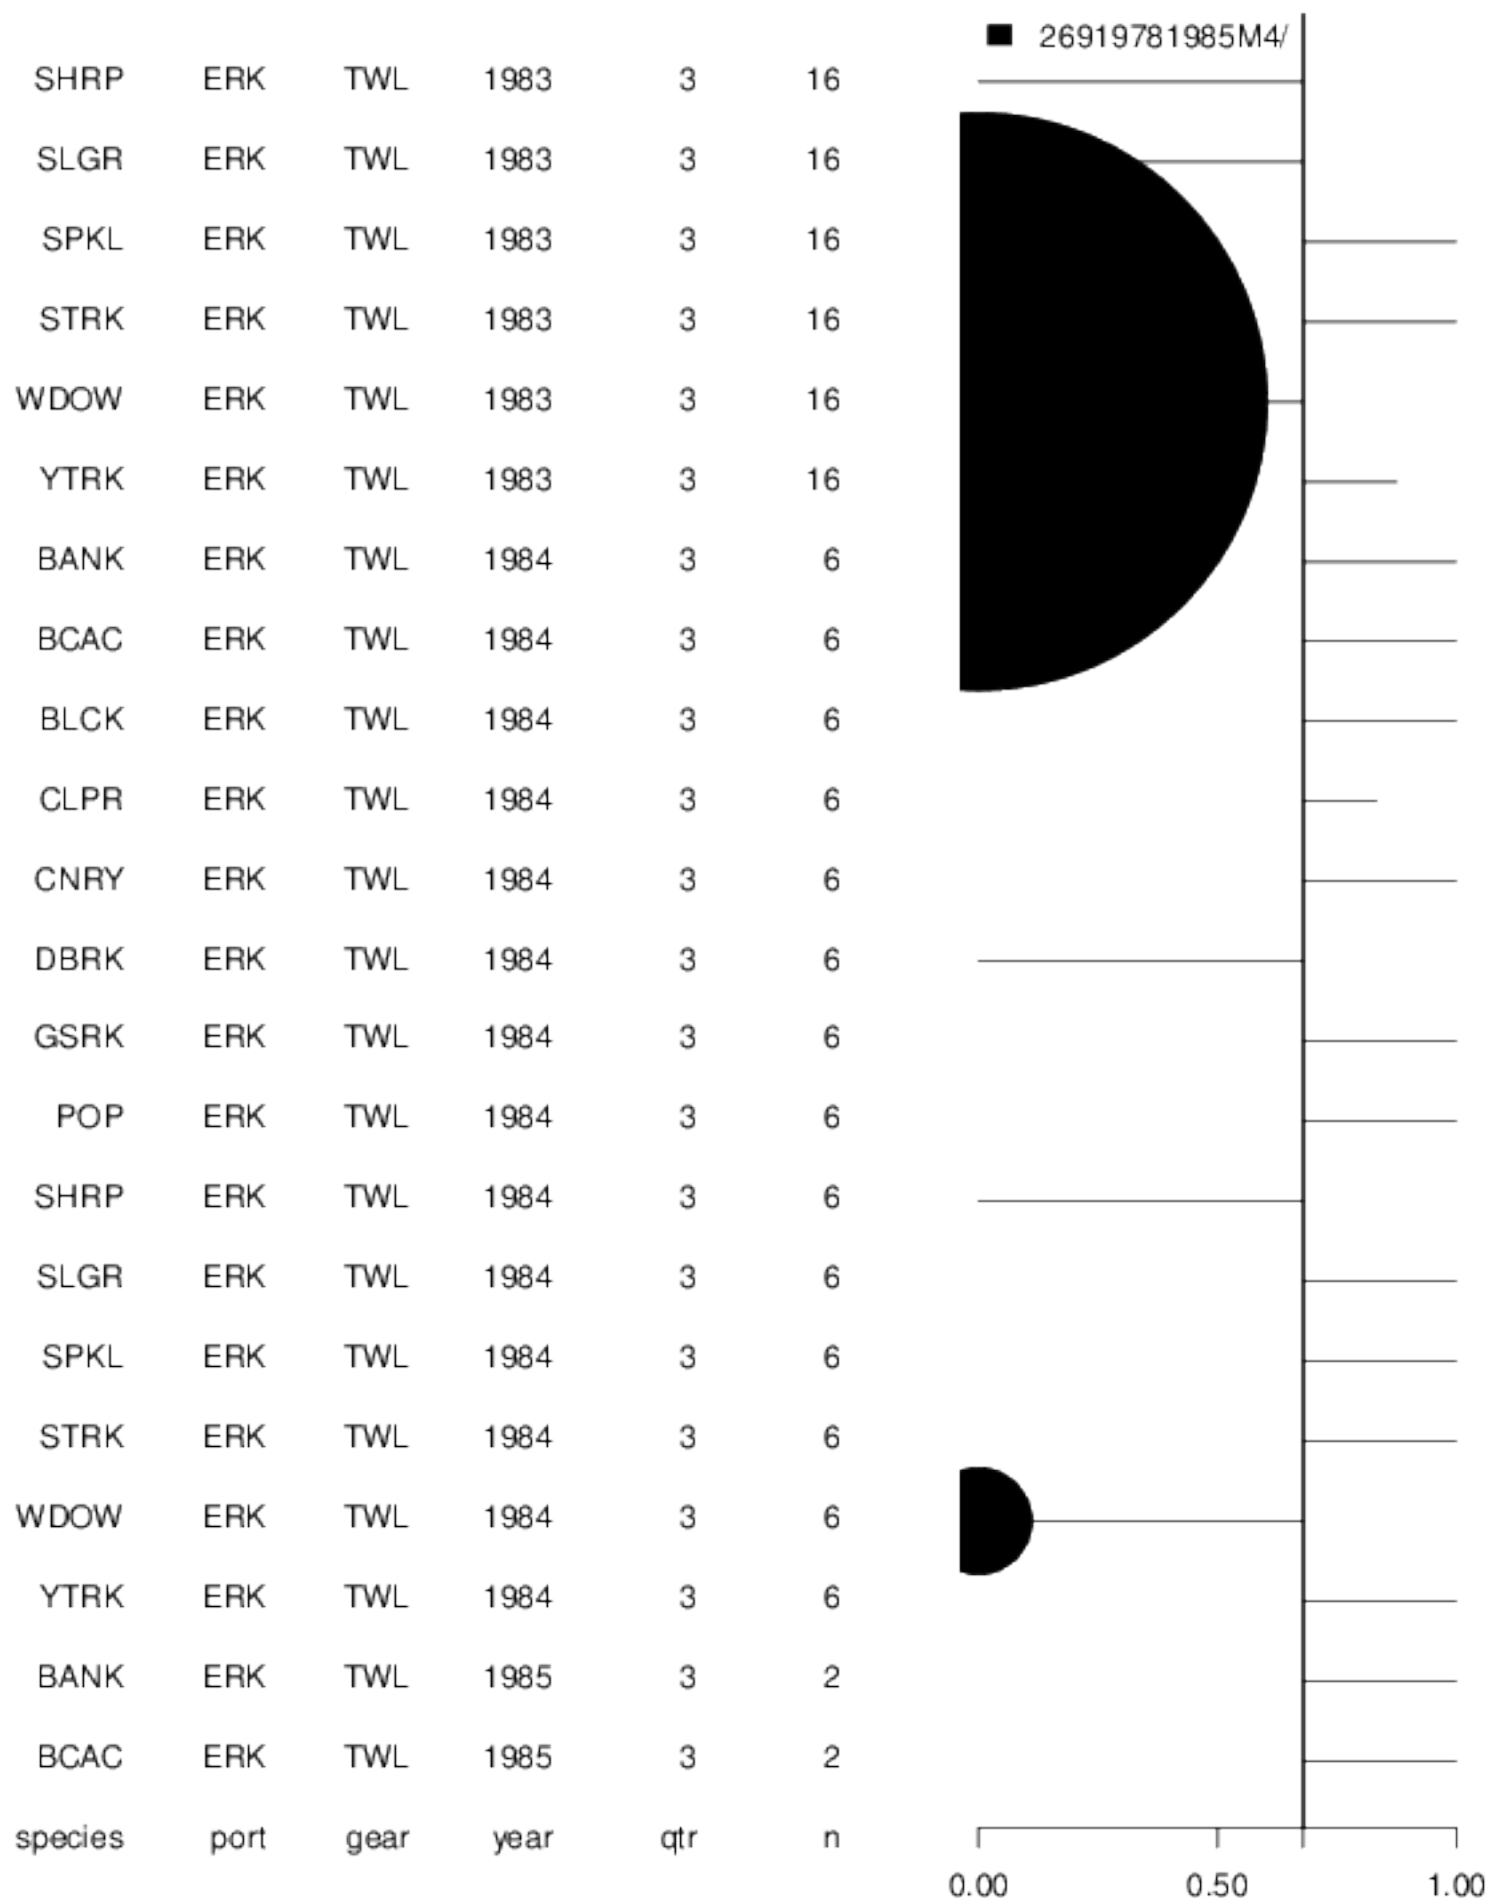 26919781985M4/
SHRP ERK TWL 1983 3 16
SLGR ERK TWL 1983 3 16
SPKL ERK TWL 1983 3 16
STRK ERK TWL 1983 3 16
WDOW ERK TWL 1983 3 16
YTRK ERK TWL 1983 3 16
BANK ERK TWL 1984 3 6
BCAC ERK TWL 1984 3 6
BLCK ERK TWL 1984 3 6
CLPR ERK TWL 1984 3 6
CNRY ERK TWL 1984 3 6
DBRK ERK TWL 1984 3 6
GSRK ERK TWL 1984 3 6
POP ERK TWL 1984 3 6
SHRP ERK TWL 1984 3 6
SLGR ERK TWL 1984 3 6
SPKL ERK TWL 1984 3 6
STRK ERK TWL 1984 3 6
WDOW ERK TWL 1984 3 6
YTRK ERK TWL 1984 3 6
BANK ERK TWL 1985 3 2
BCAC ERK TWL 1985 3 2
species port gear year qtr n
0.00 0.50 1.00